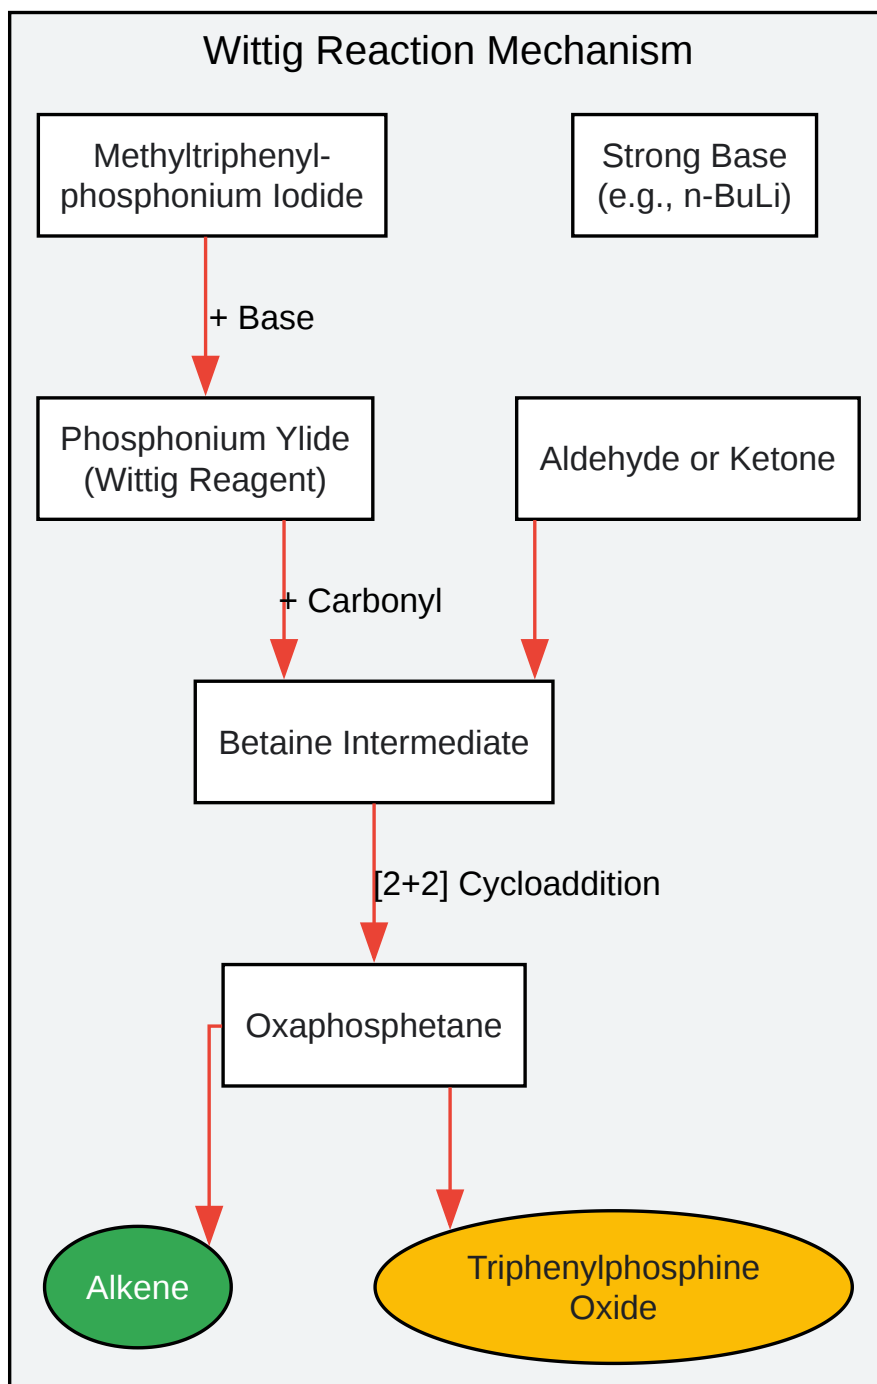 Wittig Reaction Mechanism
Methyltriphenyl-
phosphonium Iodide
Strong Base
(e.g., n-BuLi)
+ Base
Phosphonium Ylide
(Wittig Reagent)
Aldehyde or Ketone
+ Carbonyl
Betaine Intermediate
[2+2] Cycloaddition
Oxaphosphetane
Alkene
Triphenylphosphine
Oxide